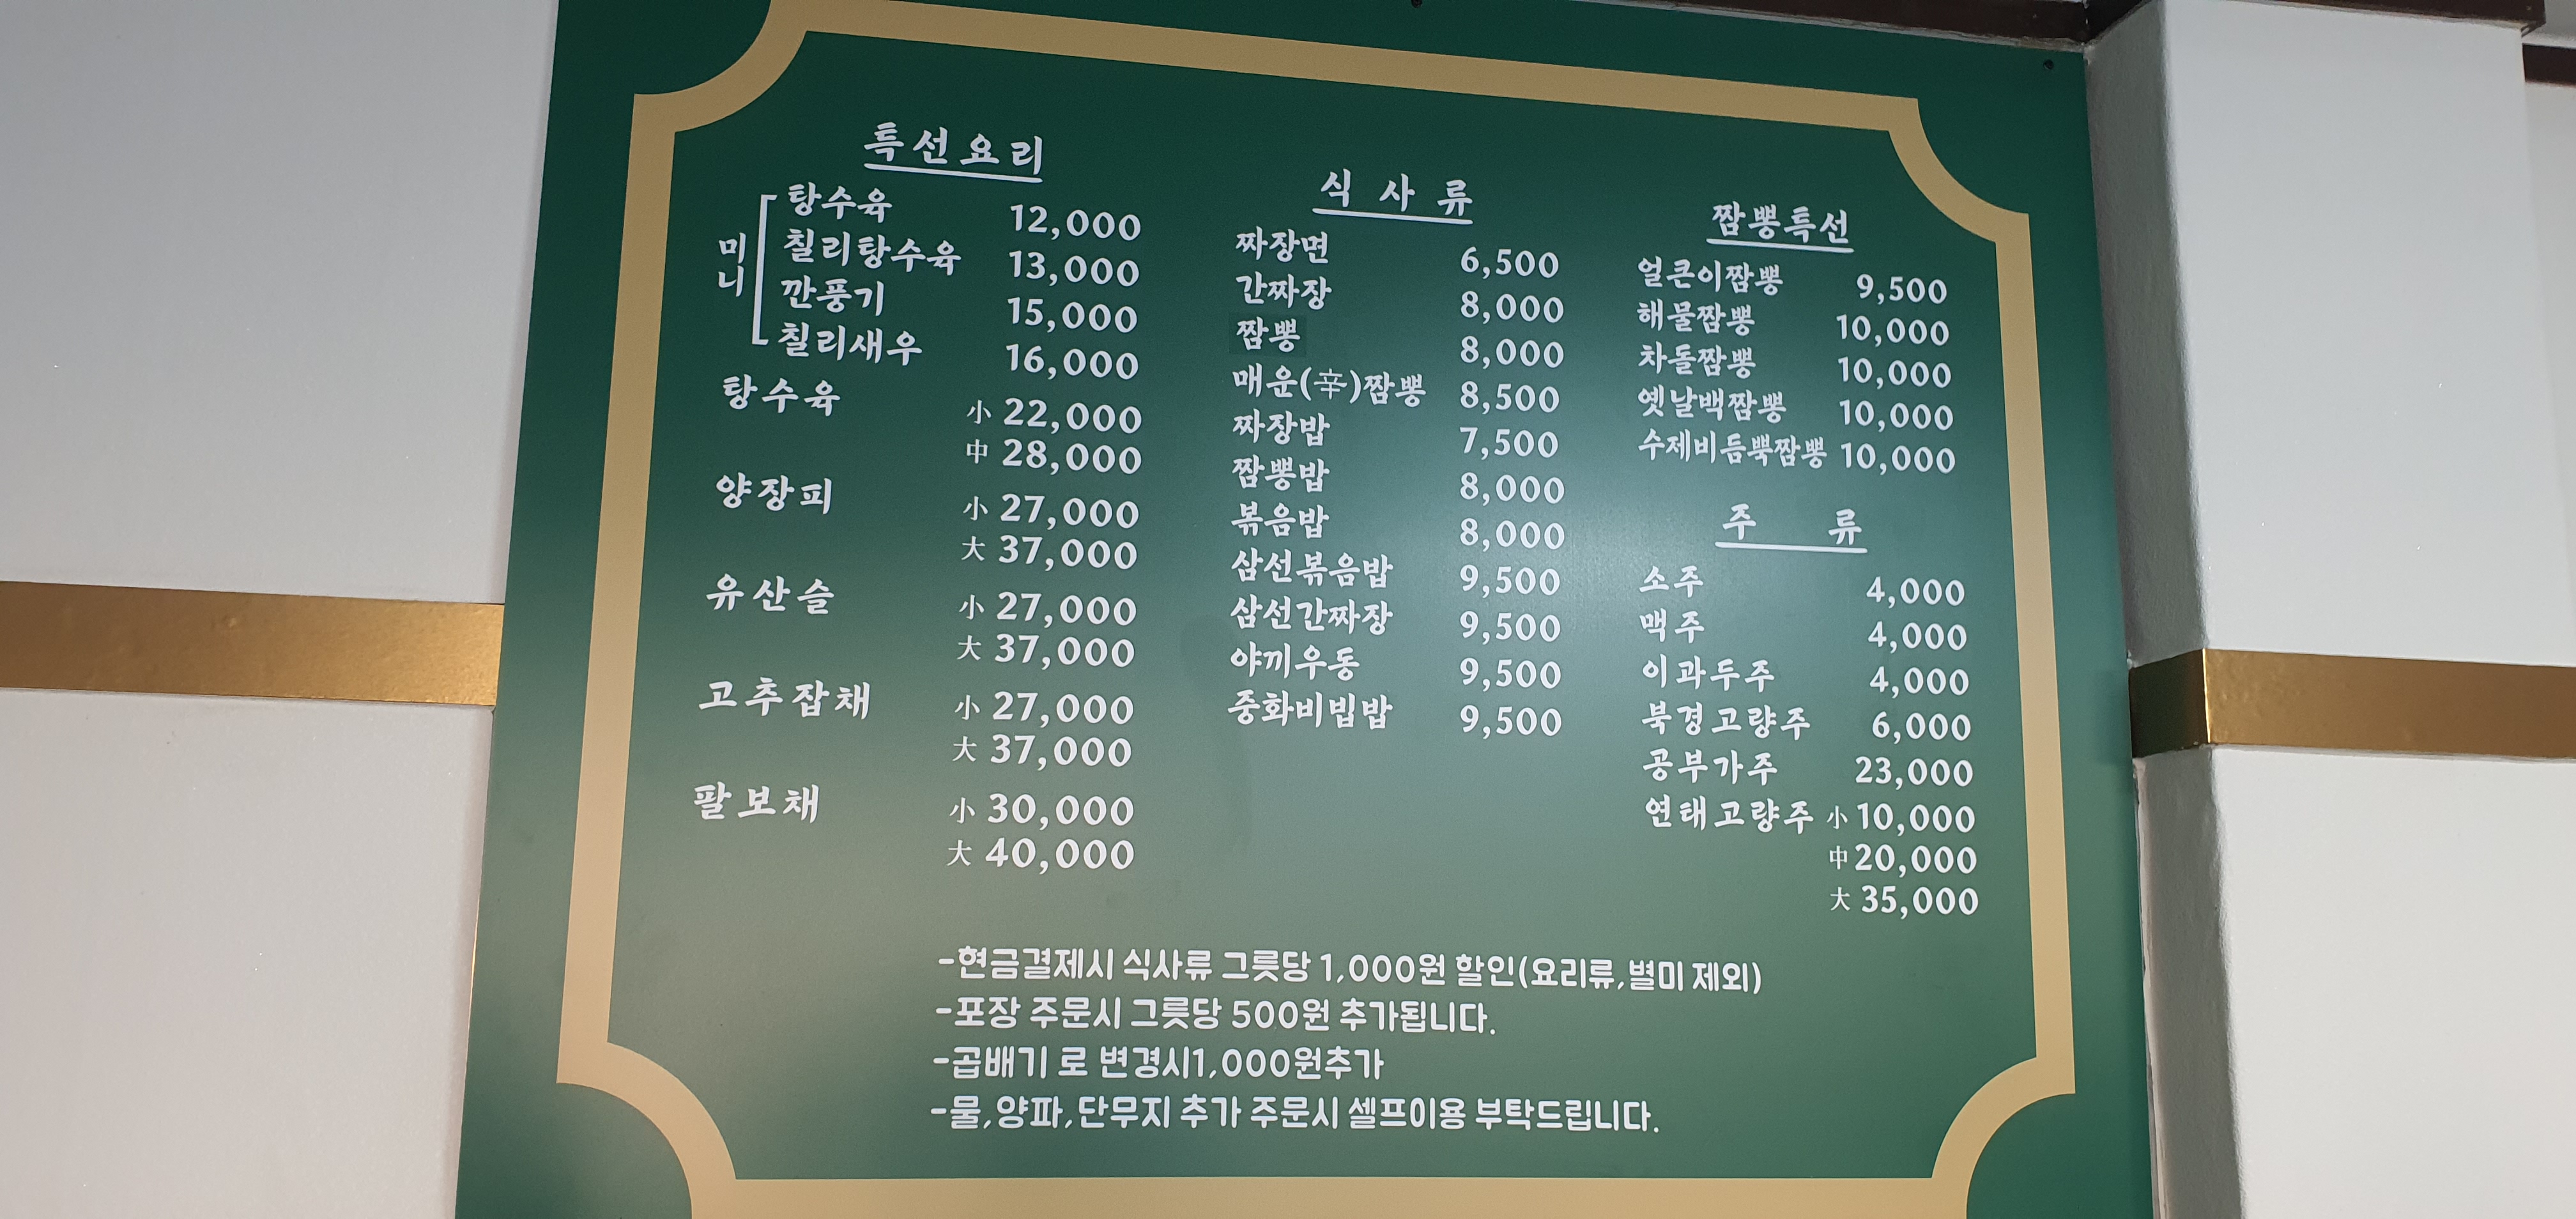 특선요리
미니
탕수육 12,000
칠리탕수육 13,000
깐풍기 15,000
칠리새우 16,000
탕수육 小 22,000
中 28,000
양장피 小 27,000
大 37,000
유산슬 小 27,000
大 37,000
고추잡채 小 27,000
大 37,000
팔보채 小 30,000
大 40,000
식사류
짜장면 6,500
간짜장 8,000
짬뽕 8,000
매운(辛)짬뽕 8,500
짜장밥 7,500
짬뽕밥 8,000
볶음밥 8,000
삼선볶음밥 9,500
삼선간짜장 9,500
야끼우동 9,500
중화비빔밥 9,500
짬뽕특선
얼큰이짬뽕 9,500
해물짬뽕 10,000
차돌짬뽕 10,000
옛날백짬뽕 10,000
수제비듬뿍짬뽕 10,000
주류
소주 4,000
맥주 4,000
이과두주 4,000
북경고량주 6,000
공부가주 23,000
연태고량주 小 10,000
中 20,000
大 35,000
-현금결제시 식사류 그릇당 1,000원 할인(요리류,별미 제외)
-포장 주문시 그릇당 500원 추가됩니다.
-곱배기 로 변경시1,000원추가
-물,양파,단무지 추가 주문시 셀프이용 부탁드립니다.